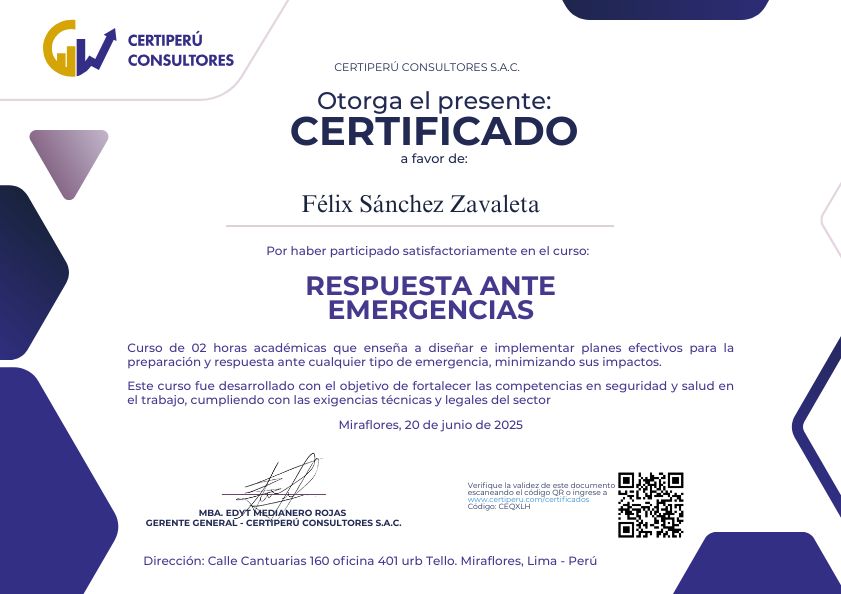 CERTIPERÚ
CONSULTORES
CERTIPERÚ CONSULTORES S.A.C.
Otorga el presente:
CERTIFICADO
a favor de:
Félix Sánchez Zavaleta
Por haber participado satisfactoriamente en el curso:
RESPUESTA ANTE
EMERGENCIAS
Curso de 02 horas académicas que enseña a diseñar e implementar planes efectivos para la
preparación y respuesta ante cualquier tipo de emergencia, minimizando sus impactos.
Este curso fue desarrollado con el objetivo de fortalecer las competencias en seguridad y salud en
el trabajo, cumpliendo con las exigencias técnicas y legales del sector
Miraflores, 20 de junio de 2025
MBA. EDYT MEDIANERO ROJAS
GERENTE GENERAL - CERTIPERÚ CONSULTORES S.A.C.
Verifique la validez de este documento
escaneando el código QR o ingrese a
www.certiperu.com/certificados
Código: CEQXLH
Dirección: Calle Cantuarias 160 oficina 401 urb Tello. Miraflores, Lima - Perú